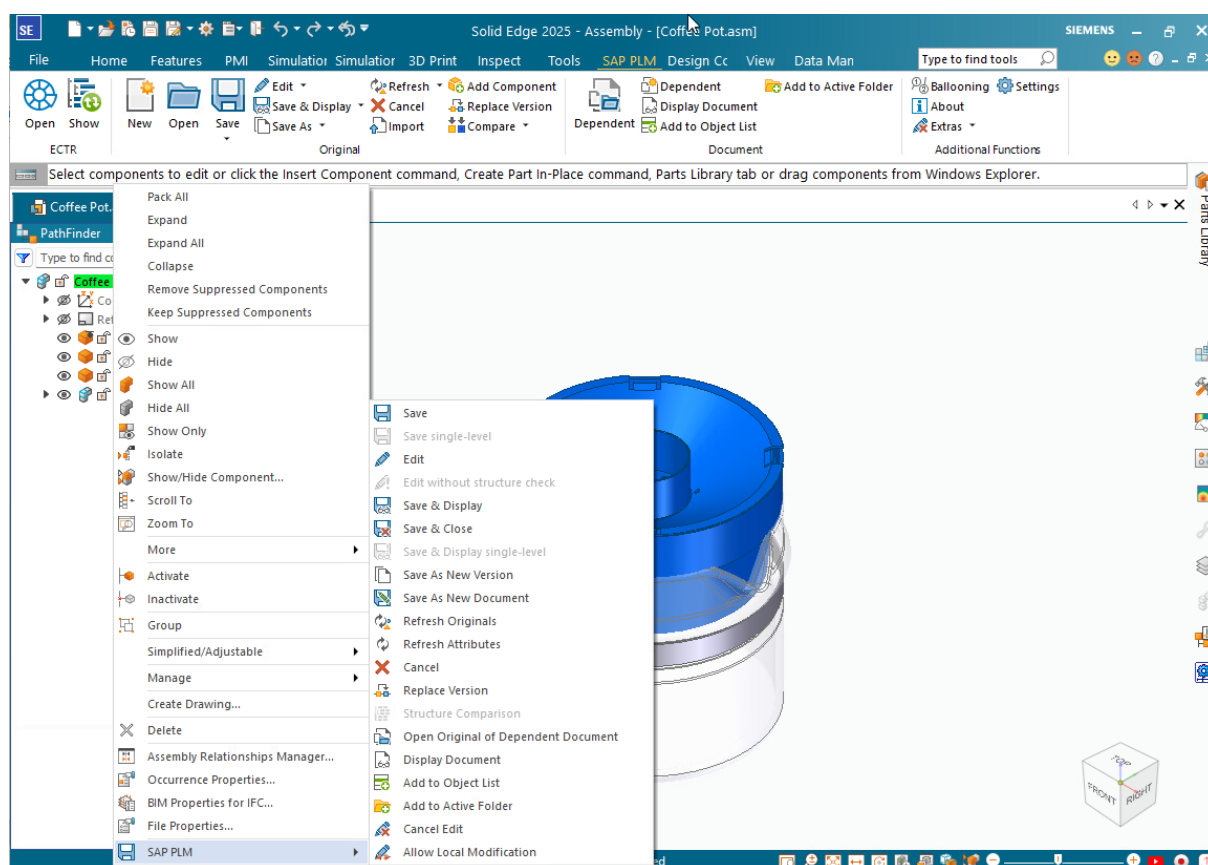 SE Solid Edge 2025 - Assembly - [Coffee Pot.asm] SIEMENS
File Home Features PMI Simulation Simulation 3D Print Inspect Tools SAP PLM Design Cc View Data Man Type to find tools
Edit Refresh Add Component Dependent Add to Active Folder Ballooning Settings
Save & Display Cancel Replace Version Display Document About
Open Show New Open Save Save As Import Compare Dependent Add to Object List Extras
ECTR Original Document Additional Functions
Select components to edit or click the Insert Component command, Create Part In-Place command, Parts Library tab or drag components from Windows Explorer.
Coffee Pot.
PathFinder
Type to find co
Coffee
Co
Ref
Parts Library
Pack All
Expand
Expand All
Collapse
Remove Suppressed Components
Keep Suppressed Components
Show
Hide
Show All
Hide All
Show Only
Isolate
Show/Hide Component...
Scroll To
Zoom To
More
Activate
Inactivate
Group
Simplified/Adjustable
Manage
Create Drawing...
Delete
Assembly Relationships Manager...
Occurrence Properties...
BIM Properties for IFC...
File Properties...
SAP PLM
Save
Save single-level
Edit
Edit without structure check
Save & Display
Save & Close
Save & Display single-level
Save As New Version
Save As New Document
Refresh Originals
Refresh Attributes
Cancel
Replace Version
Structure Comparison
Open Original of Dependent Document
Display Document
Add to Object List
Add to Active Folder
Cancel Edit
Allow Local Modification
TOP
FRONT RIGHT
ed